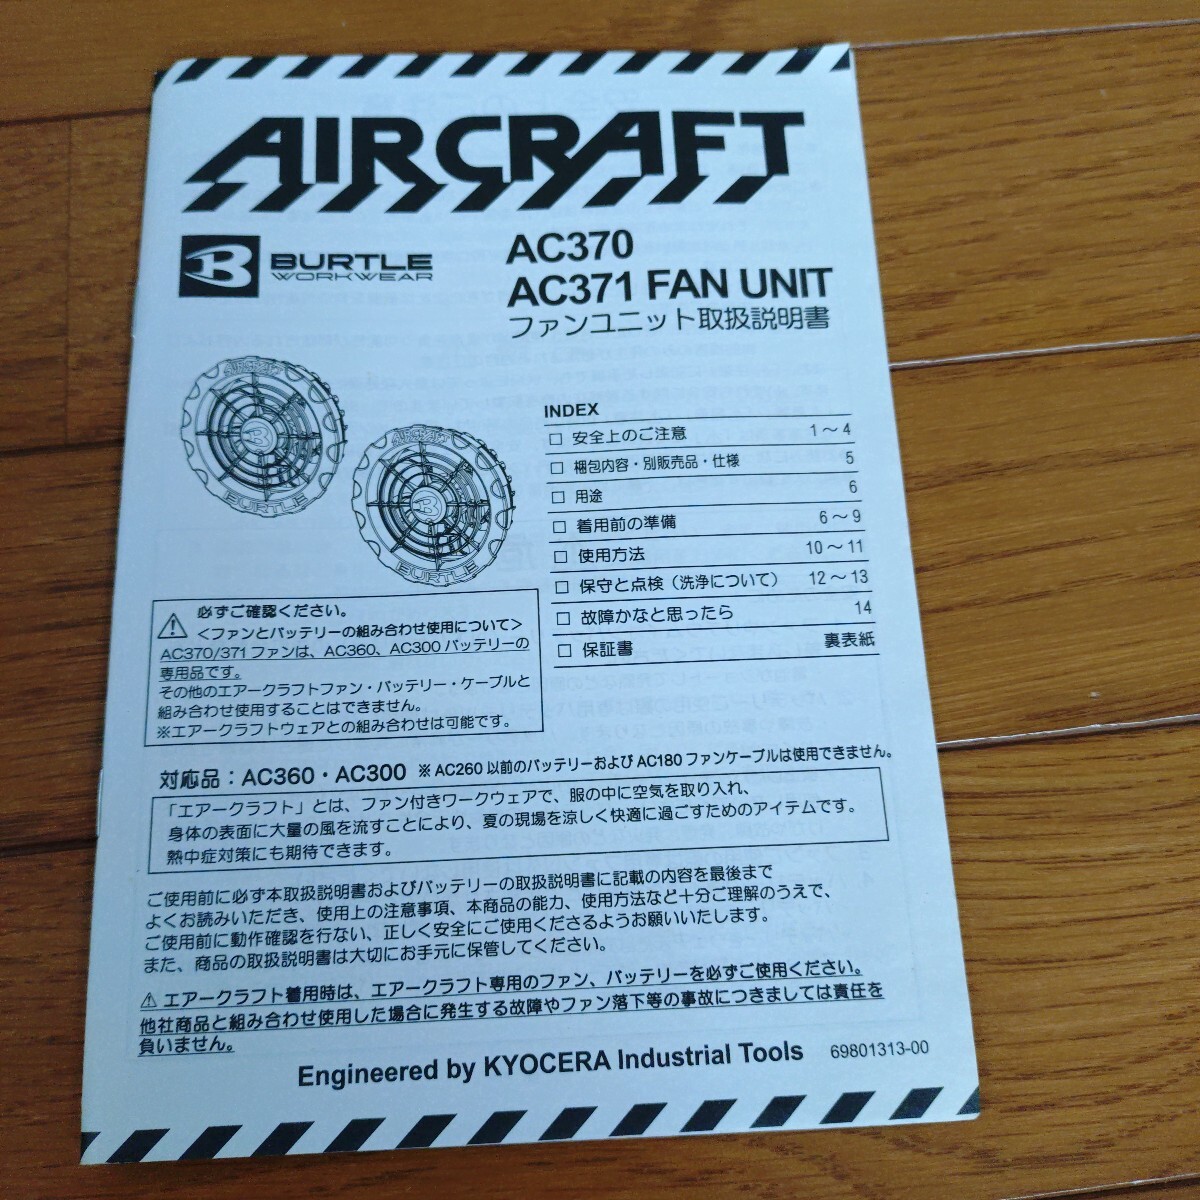 AIRCRAFT
B BURTLE
WORKWEAR
AC370
AC371 FAN UNIT
ファンユニット取扱説明書
AIRCRAFT
B
BURTLE
AIRCRAFT
B
BURTLE
INDEX
□ 安全上のご注意 1～4
□ 梱包内容・別販売品・仕様 5
□ 用途 6
□ 着用前の準備 6～9
□ 使用方法 10～11
□ 保守と点検（洗浄について） 12～13
□ 故障かなと思ったら 14
□ 保証書 裏表紙
必ずご確認ください。
＜ファンとバッテリーの組み合わせ使用について＞
AC370/371ファンは、AC360、AC300バッテリーの
専用品です。
その他のエアークラフトファン・バッテリー・ケーブルと
組み合わせ使用することはできません。
※エアークラフトウェアとの組み合わせは可能です。
対応品：AC360・AC300 ※ AC260以前のバッテリーおよびAC180ファンケーブルは使用できません。
「エアークラフト」とは、ファン付きワークウェアで、服の中に空気を取り入れ、
身体の表面に大量の風を流すことにより、夏の現場を涼しく快適に過ごすためのアイテムです。
熱中症対策にも期待できます。
ご使用前に必ず本取扱説明書およびバッテリーの取扱説明書に記載の内容を最後まで
よくお読みいただき、使用上の注意事項、本商品の能力、使用方法など十分ご理解のうえで、
ご使用前に動作確認を行ない、正しく安全にご使用くださるようお願いいたします。
また、商品の取扱説明書は大切にお手元に保管してください。
⚠ エアークラフト着用時は、エアークラフト専用のファン、バッテリーを必ずご使用ください。
他社商品と組み合わせ使用した場合に発生する故障やファン落下等の事故につきましては責任を
負いません。
Engineered by KYOCERA Industrial Tools 69801313-00